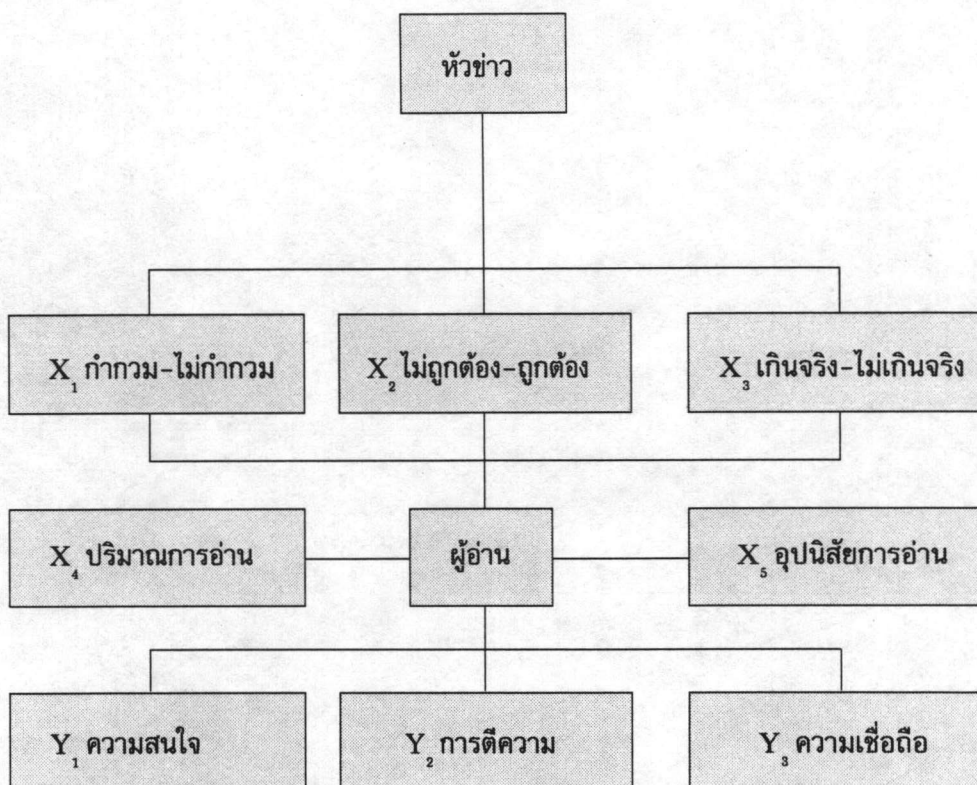 หัวข่าว
X₁ กำกวม-ไม่กำกวม
X₂ ไม่ถูกต้อง-ถูกต้อง
X₃ เกินจริง-ไม่เกินจริง
X₄ ปริมาณการอ่าน
ผู้อ่าน
X₅ อุปนิสัยการอ่าน
Y₁ ความสนใจ
Y₂ การตีความ
Y₃ ความเชื่อถือ